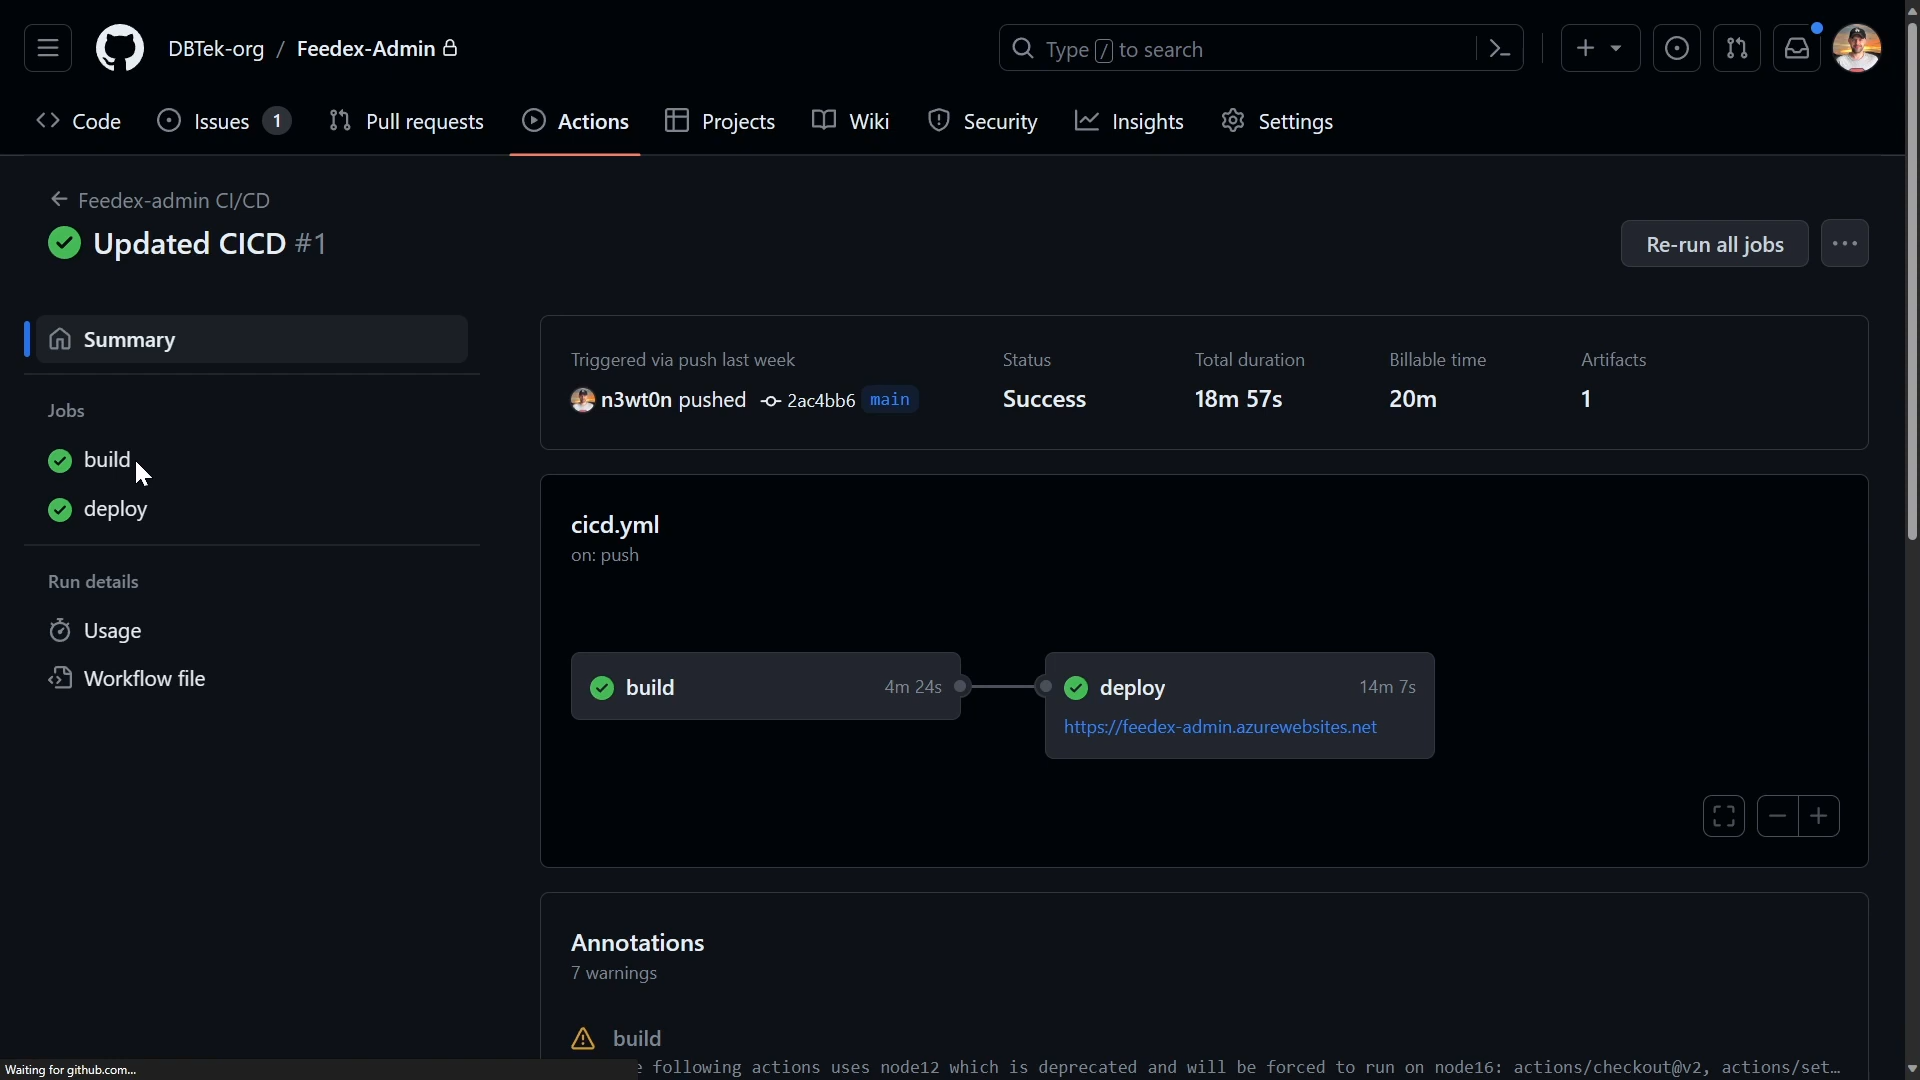 DBTek-org / Feedex-Admin
Type / to search
Code
Issues 1
Pull requests
Actions
Projects
Wiki
Security
Insights
Settings
Feedex-admin CI/CD
Updated CICD #1
Re-run all jobs
Summary
Jobs
build
deploy
Run details
Usage
Workflow file
Triggered via push last week
n3wt0n pushed 2ac4bb6 main
Status
Success
Total duration
18m 57s
Billable time
20m
Artifacts
1
cicd.yml
on: push
build 4m 24s
deploy 14m 7s
https://feedex-admin.azurewebsites.net
Annotations
7 warnings
build
following actions uses node12 which is deprecated and will be forced to run on node16: actions/checkout@v2, actions/set...
Waiting for github.com...